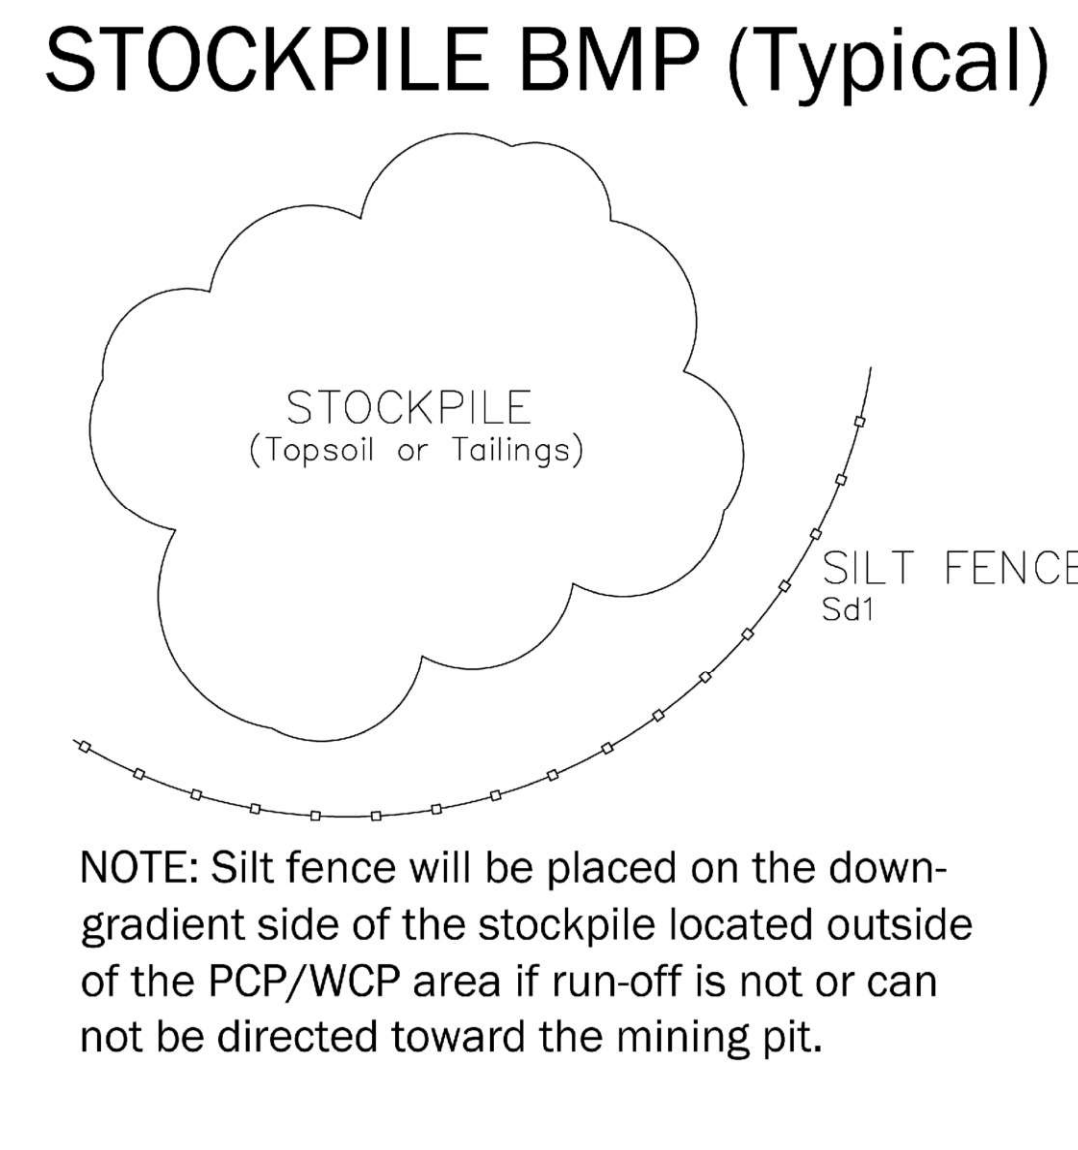 STOCKPILE BMP (Typical)
STOCKPILE
(Topsoil or Tailings)
SILT FENCE
Sd1
NOTE: Silt fence will be placed on the down-
gradient side of the stockpile located outside
of the PCP/WCP area if run-off is not or can
not be directed toward the mining pit.